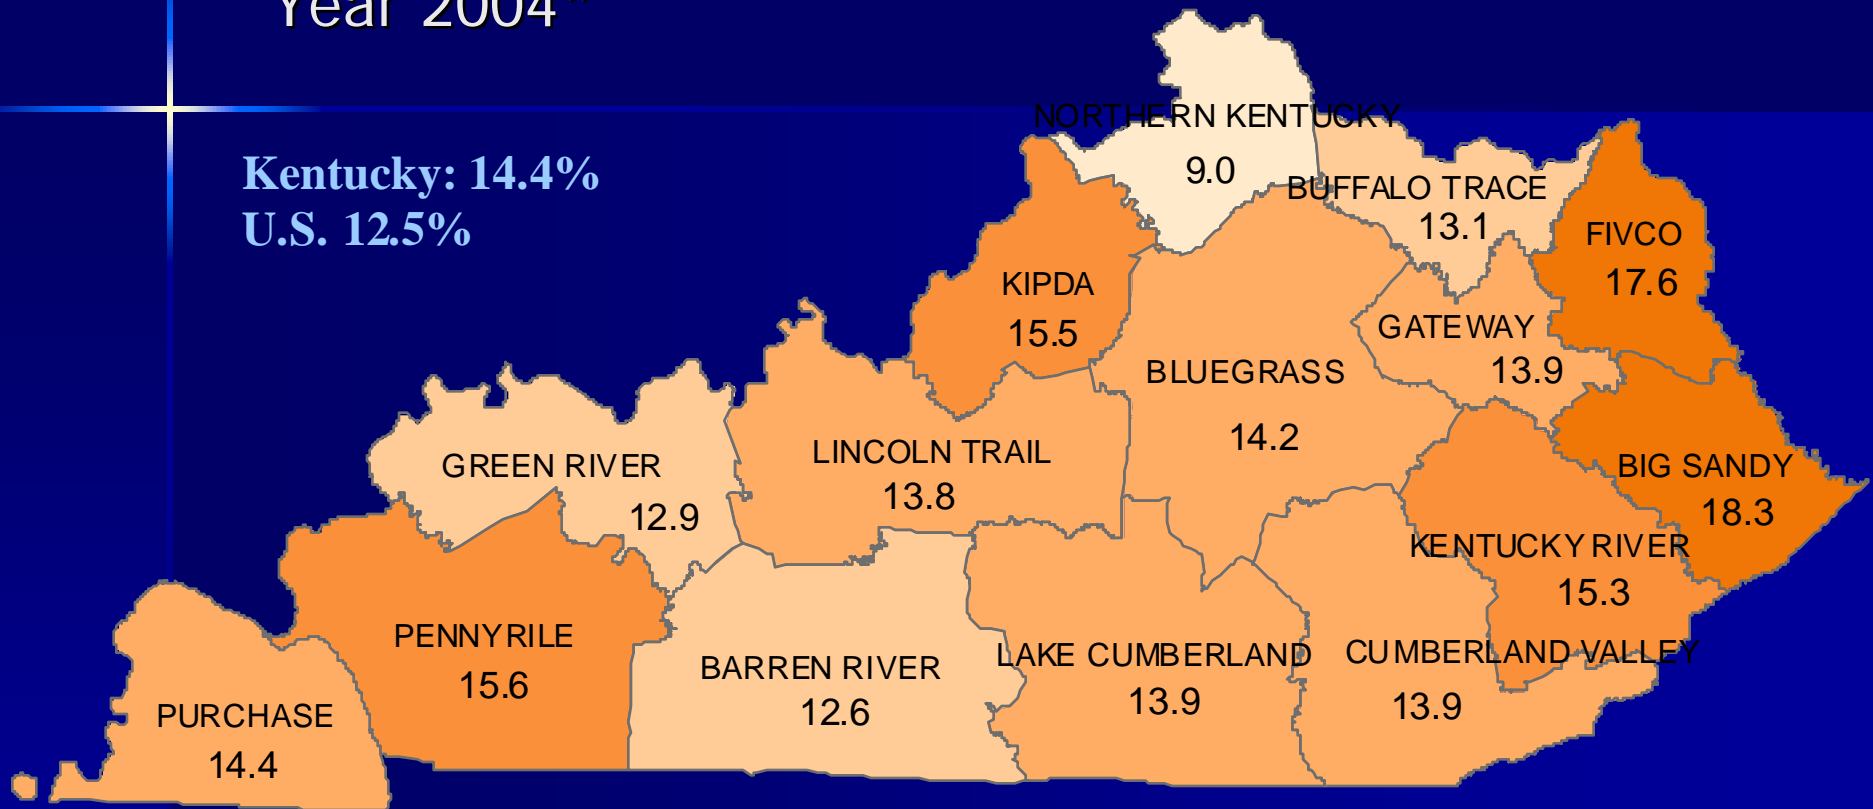 Year 2004"
Kentucky: 14.4%
U.S. 12.5%
NORTHERN KENTUCKY
9.0
BUFFALO TRACE
13.1
FIVCO
17.6
KIPDA
15.5
GATEWAY
13.9
BLUEGRASS
14.2
GREEN RIVER
12.9
LINCOLN TRAIL
13.8
BIG SANDY
18.3
KENTUCKY RIVER
15.3
PENNYRILE
15.6
BARREN RIVER
12.6
LAKE CUMBERLAND
13.9
CUMBERLAND VALLEY
13.9
PURCHASE
14.4